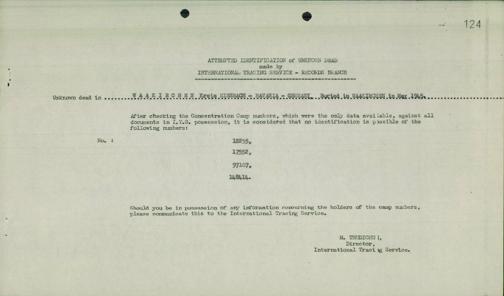 124
ATTEMPTED IDENTIFICATION of UNKNOWN DEAD
made by
INTERNATIONAL TRACING SERVICE - RECORDS BRANCH
Unknown dead in ... W A A K I R C H E N Kreis MIESBACH - BAVARIA - GERMANY. Buried in WAAKIRCHEN in May 1945.
After checking the Concentration Camp numbers, which were the only data available, against all
documents in I.T.S. possession, it is considered that no identification is possible of the
following numbers:
No. :
17552,
97107,
Should you be in possession of any information concerning the holders of the camp numbers,
please communicate this to the International Tracing Service.
Director,
International Tracing Service.